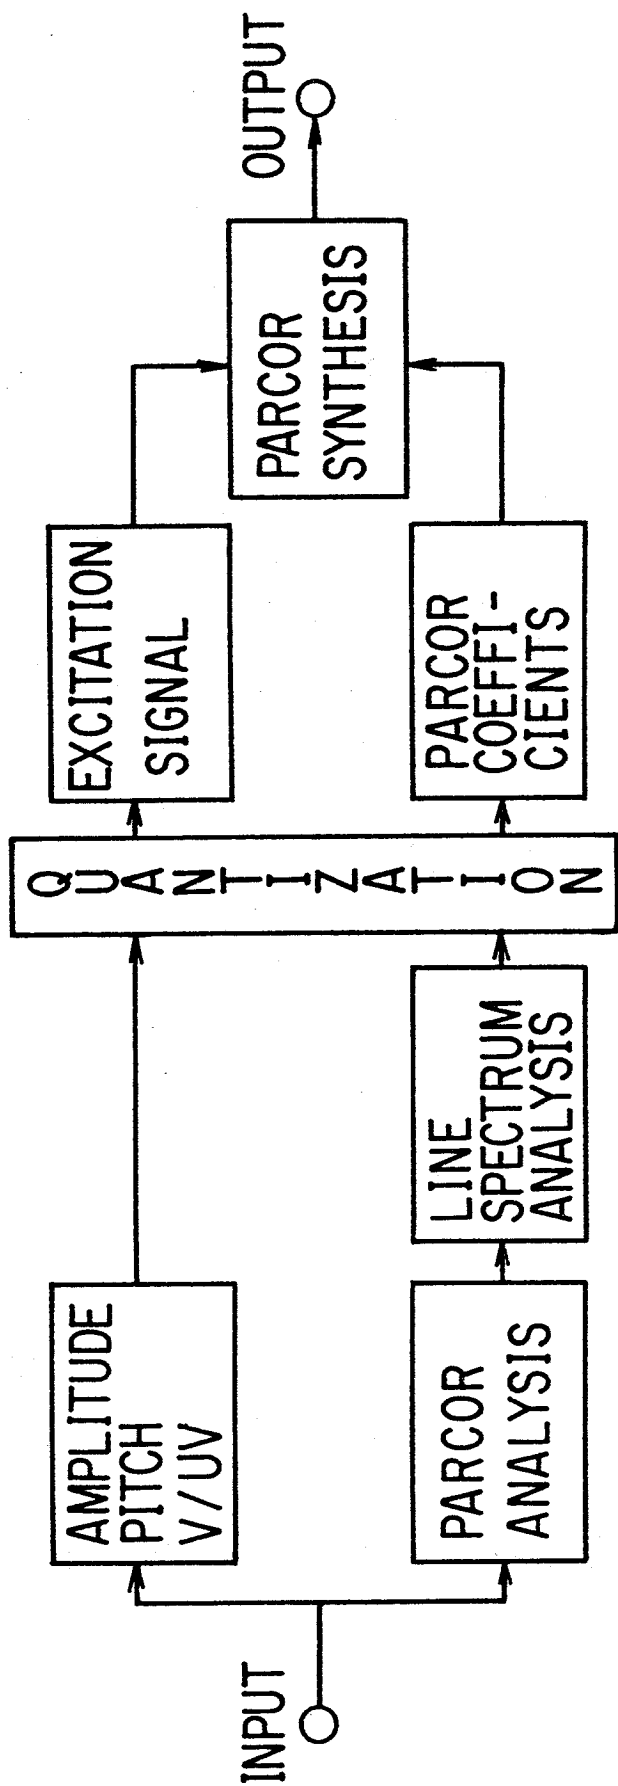 INPUT
AMPLITUDE
PITCH
V/UV
PARCOR
ANALYSIS
LINE
SPECTRUM
ANALYSIS
QUANTIZATION
EXCITATION
SIGNAL
PARCOR
COEFFI-
CIENTS
PARCOR
SYNTHESIS
OUTPUT